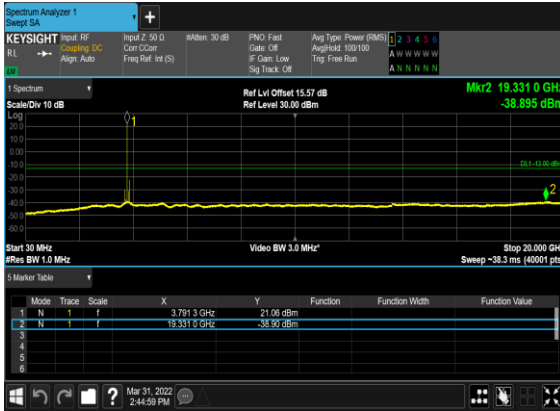 Spectrum Analyzer 1
Swept SA
+
KEYSIGHT
RL
Input: RF
Coupling: DC
Align: Auto
Input Z: 50 Ω
Corr CCorr
Freq Ref: Int (S)
#Atten: 30 dB
PNO: Fast
Gate: Off
IF Gain: Low
Sig Track: Off
Avg Type: Power (RMS)
Avg|Hold: 100/100
Trig: Free Run
1 2 3 4 5 6
A W W W W W
A N N N N N
1 Spectrum
Scale/Div 10 dB
Ref Lvl Offset 15.57 dB
Ref Level 30.00 dBm
Mkr2 19.331 0 GHz
-38.895 dBm
Log
20.0
10.0
0.00
-10.0
-20.0
-30.0
-40.0
-50.0
-60.0
1
DL1 -13.00 dBm
2
Start 30 MHz
#Res BW 1.0 MHz
Video BW 3.0 MHz*
Stop 20.000 GHz
Sweep ~38.3 ms (40001 pts)
5 Marker Table
Mode Trace Scale X Y Function Function Width Function Value
1 N 1 f 3.791 3 GHz 21.06 dBm
2 N 1 f 19.331 0 GHz -38.90 dBm
3
4
5
6
?
Mar 31, 2022
2:44:59 PM